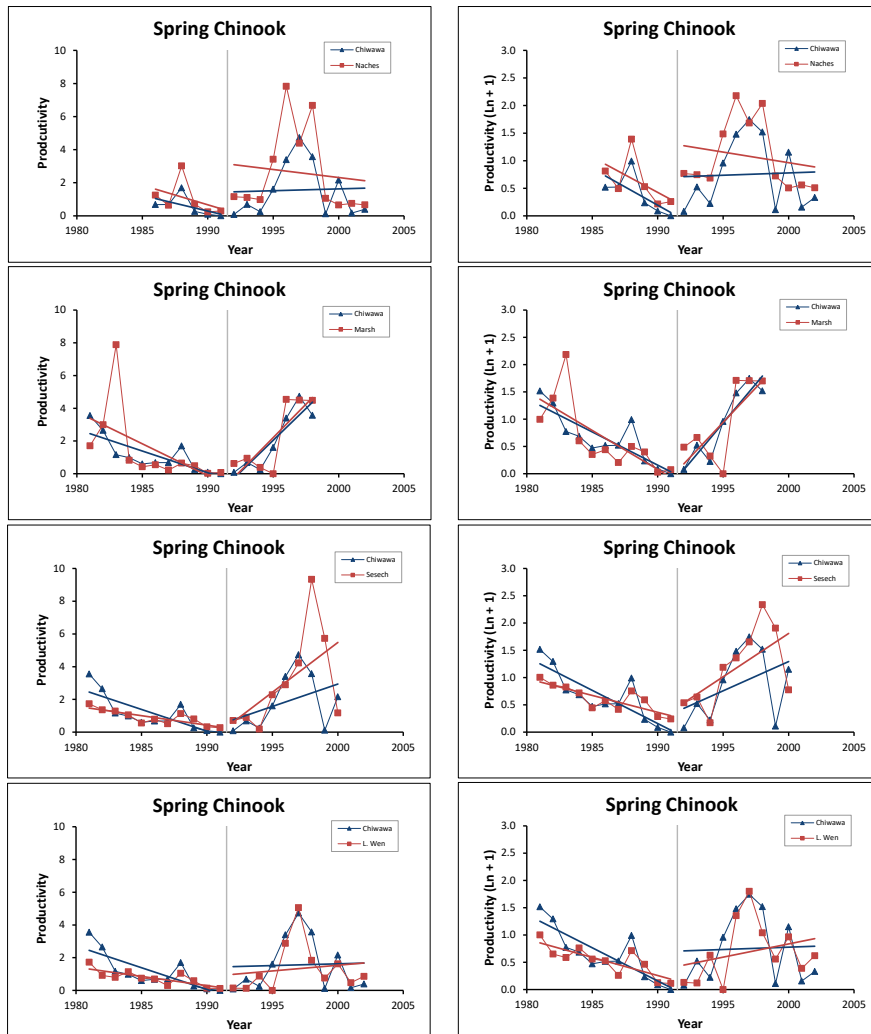 Spring Chinook
Prodcutivity
10
8
6
4
2
0
1980 1985 1990 1995 2000 2005
Year
Chiwawa
Naches
Spring Chinook
Productivity (Ln + 1)
3.0
2.5
2.0
1.5
1.0
0.5
0.0
1980 1985 1990 1995 2000 2005
Year
Chiwawa
Naches
Spring Chinook
Productivity
10
8
6
4
2
0
1980 1985 1990 1995 2000 2005
Year
Chiwawa
Marsh
Spring Chinook
Productivity (Ln + 1)
3.0
2.5
2.0
1.5
1.0
0.5
0.0
1980 1985 1990 1995 2000 2005
Year
Chiwawa
Marsh
Spring Chinook
Productivity
10
8
6
4
2
0
1980 1985 1990 1995 2000 2005
Year
Chiwawa
Sesech
Spring Chinook
Productivity (Ln + 1)
3.0
2.5
2.0
1.5
1.0
0.5
0.0
1980 1985 1990 1995 2000 2005
Year
Chiwawa
Sesech
Spring Chinook
Productivity
10
8
6
4
2
0
1980 1985 1990 1995 2000 2005
Year
Chiwawa
L. Wen
Spring Chinook
Productivity (Ln + 1)
3.0
2.5
2.0
1.5
1.0
0.5
0.0
1980 1985 1990 1995 2000 2005
Year
Chiwawa
L. Wen